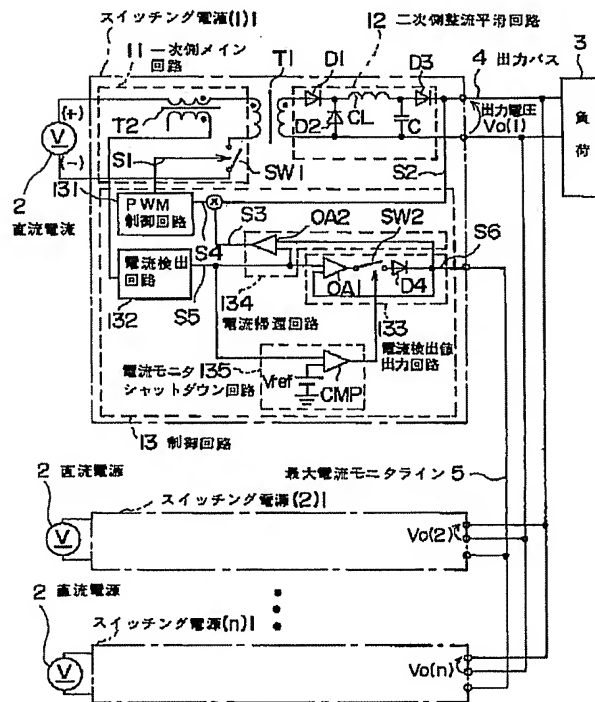 スイッチング電源(1)1
12 二次側整流平滑回路
11 一次側メイン
回路
T1
D1
D3
4 出力バス
3
負荷
(+)
T2
D2
CL
C
出力電圧
Vo(1)
V
(-)
S1
SW1
S2
2
直流電流
131
PWM
制御回路
S4
S3
OA2
SW2
S6
電流検出
回路
132
S5
134
電流帰還回路
OA1
D4
133
電流検出値
出力回路
電流モニタ
シャットダウン回路
135
Vref
CMP
13 制御回路
最大電流モニタライン 5
2 直流電源
スイッチング電源(2)1
V
Vo(2)
2 直流電源
スイッチング電源(n)1
V
Vo(n)